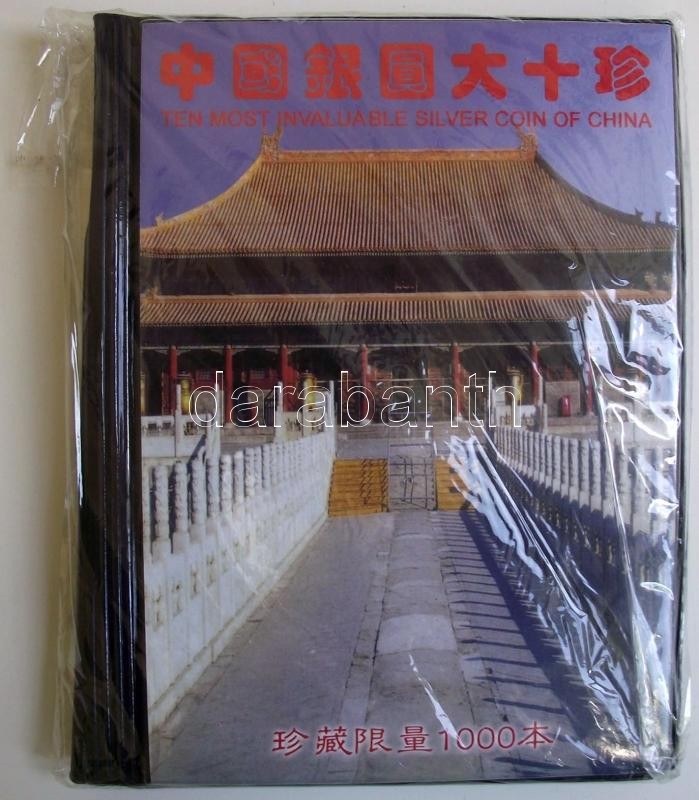 中國銀圓大十珍
TEN MOST INVALUABLE SILVER COIN OF CHINA
darabanth
珍藏限量1000本